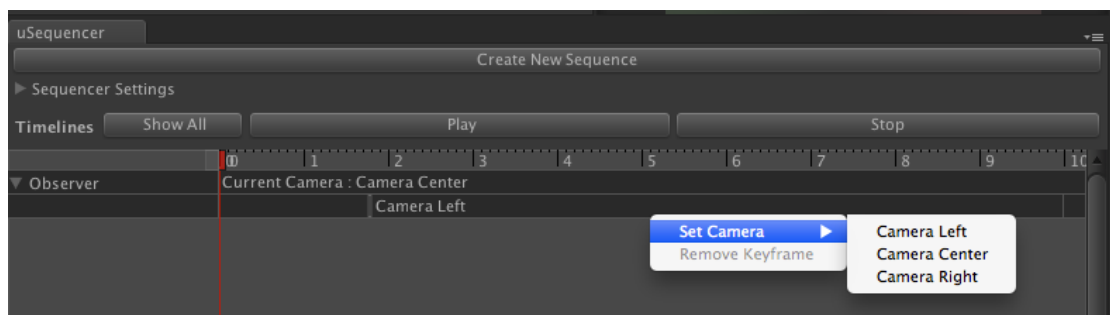 uSequencer
Create New Sequence
Sequencer Settings
Timelines Show All Play Stop
0 1 2 3 4 5 6 7 8 9 10
Observer Current Camera : Camera Center
Camera Left
Set Camera Camera Left
Remove Keyframe Camera Center
Camera Right